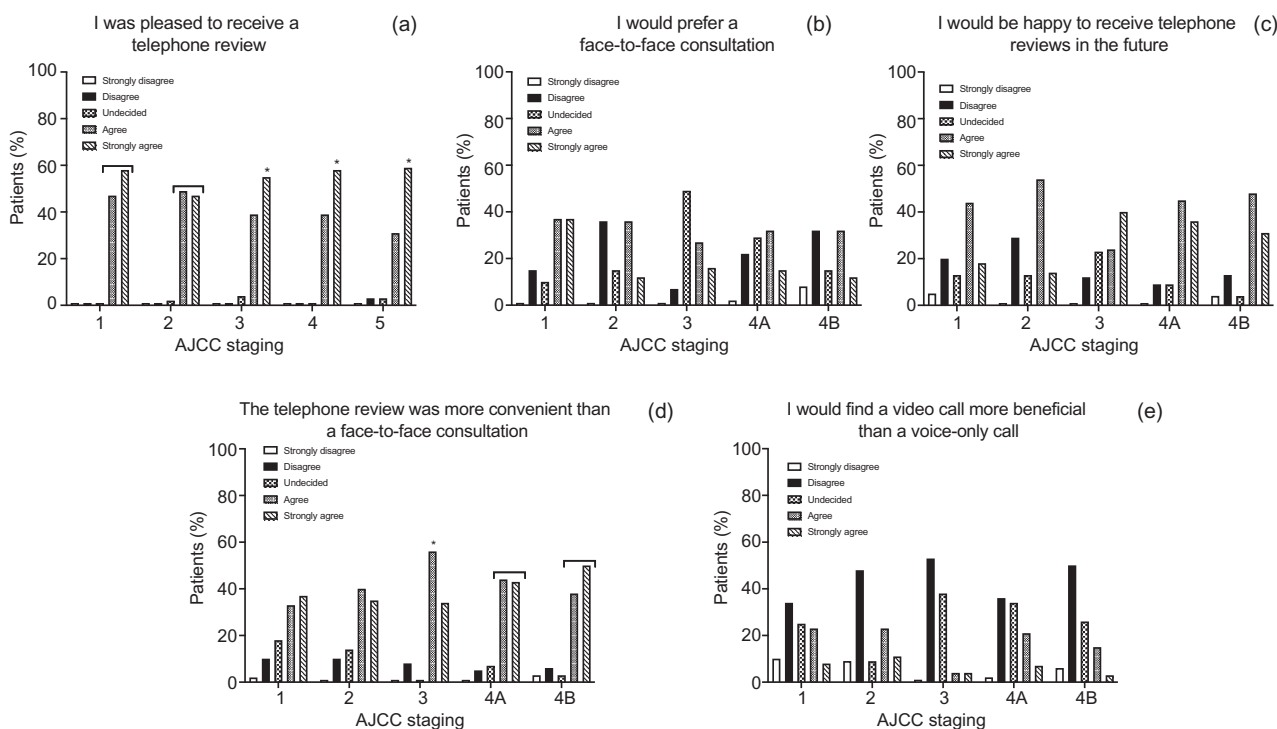 I was pleased to receive a
telephone review
(a)
100
80
60
40
20
0
Patients (%)
Strongly disagree
Disagree
Undecided
Agree
Strongly agree
*
*
*
1 2 3 4 5
AJCC staging
I would prefer a
face-to-face consultation
(b)
100
80
60
40
20
0
Patients (%)
Strongly disagree
Disagree
Undecided
Agree
Strongly agree
1 2 3 4A 4B
AJCC staging
I would be happy to receive telephone
reviews in the future
(c)
100
80
60
40
20
0
Patients (%)
Strongly disagree
Disagree
Undecided
Agree
Strongly agree
1 2 3 4A 4B
AJCC staging
The telephone review was more convenient than
a face-to-face consultation
(d)
100
80
60
40
20
0
Patients (%)
Strongly disagree
Disagree
Undecided
Agree
Strongly agree
*
1 2 3 4A 4B
AJCC staging
I would find a video call more beneficial
than a voice-only call
(e)
100
80
60
40
20
0
Patients (%)
Strongly disagree
Disagree
Undecided
Agree
Strongly agree
1 2 3 4A 4B
AJCC staging